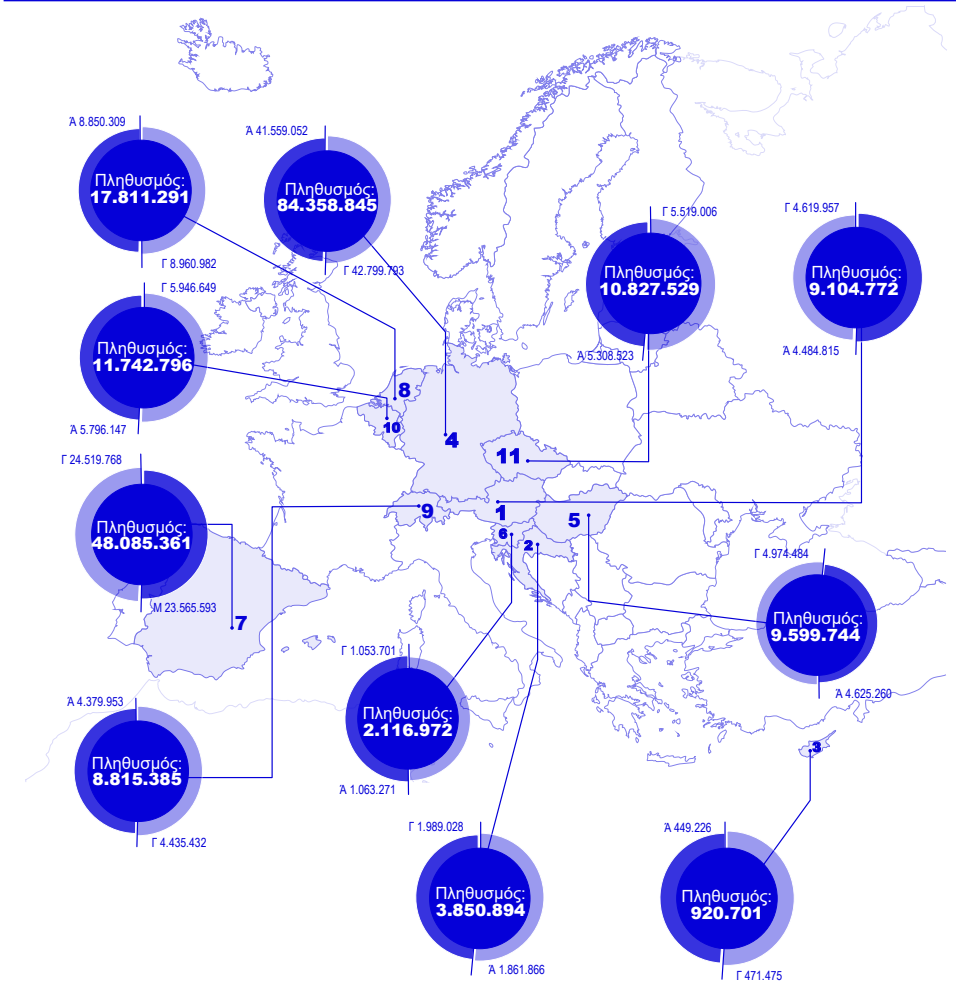 Ά 8.850.309
Πληθυσμός:
17.811.291
Γ 8.960.982
Ά 41.559.052
Πληθυσμός:
84.358.845
Γ 42.799.793
Γ 5.519.006
Πληθυσμός:
10.827.529
Ά 5.308.523
Γ 4.619.957
Πληθυσμός:
9.104.772
Ά 4.484.815
Γ 5.946.649
Πληθυσμός:
11.742.796
Ά 5.796.147
8
10
4
11
Γ 24.519.768
Πληθυσμός:
48.085.361
Μ 23.565.593
9
1
5
6
2
7
Γ 4.974.484
Πληθυσμός:
9.599.744
Ά 4.625.260
Γ 1.053.701
Πληθυσμός:
2.116.972
Ά 1.063.271
Ά 4.379.953
Πληθυσμός:
8.815.385
Γ 4.435.432
3
Γ 1.989.028
Πληθυσμός:
3.850.894
Ά 1.861.866
Ά 449.226
Πληθυσμός:
920.701
Γ 471.475